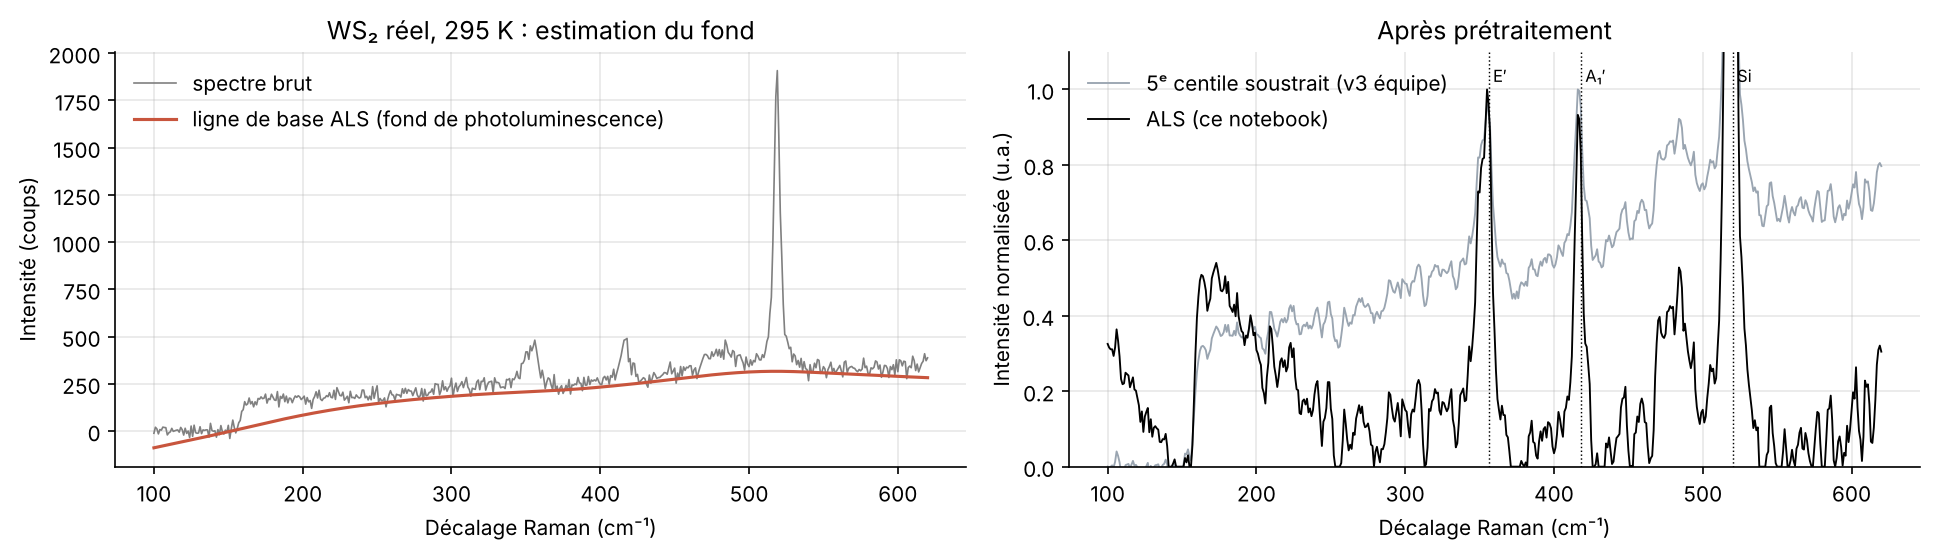 WS₂ réel, 295 K : estimation du fond
2000
1750
1500
1250
1000
750
500
250
0
Intensité (coups)
spectre brut
ligne de base ALS (fond de photoluminescence)
100 200 300 400 500 600
Décalage Raman (cm⁻¹)
Après prétraitement
1.0
0.8
0.6
0.4
0.2
0.0
Intensité normalisée (u.a.)
5ᵉ centile soustrait (v3 équipe)
ALS (ce notebook)
E′ A₁′ Si
100 200 300 400 500 600
Décalage Raman (cm⁻¹)